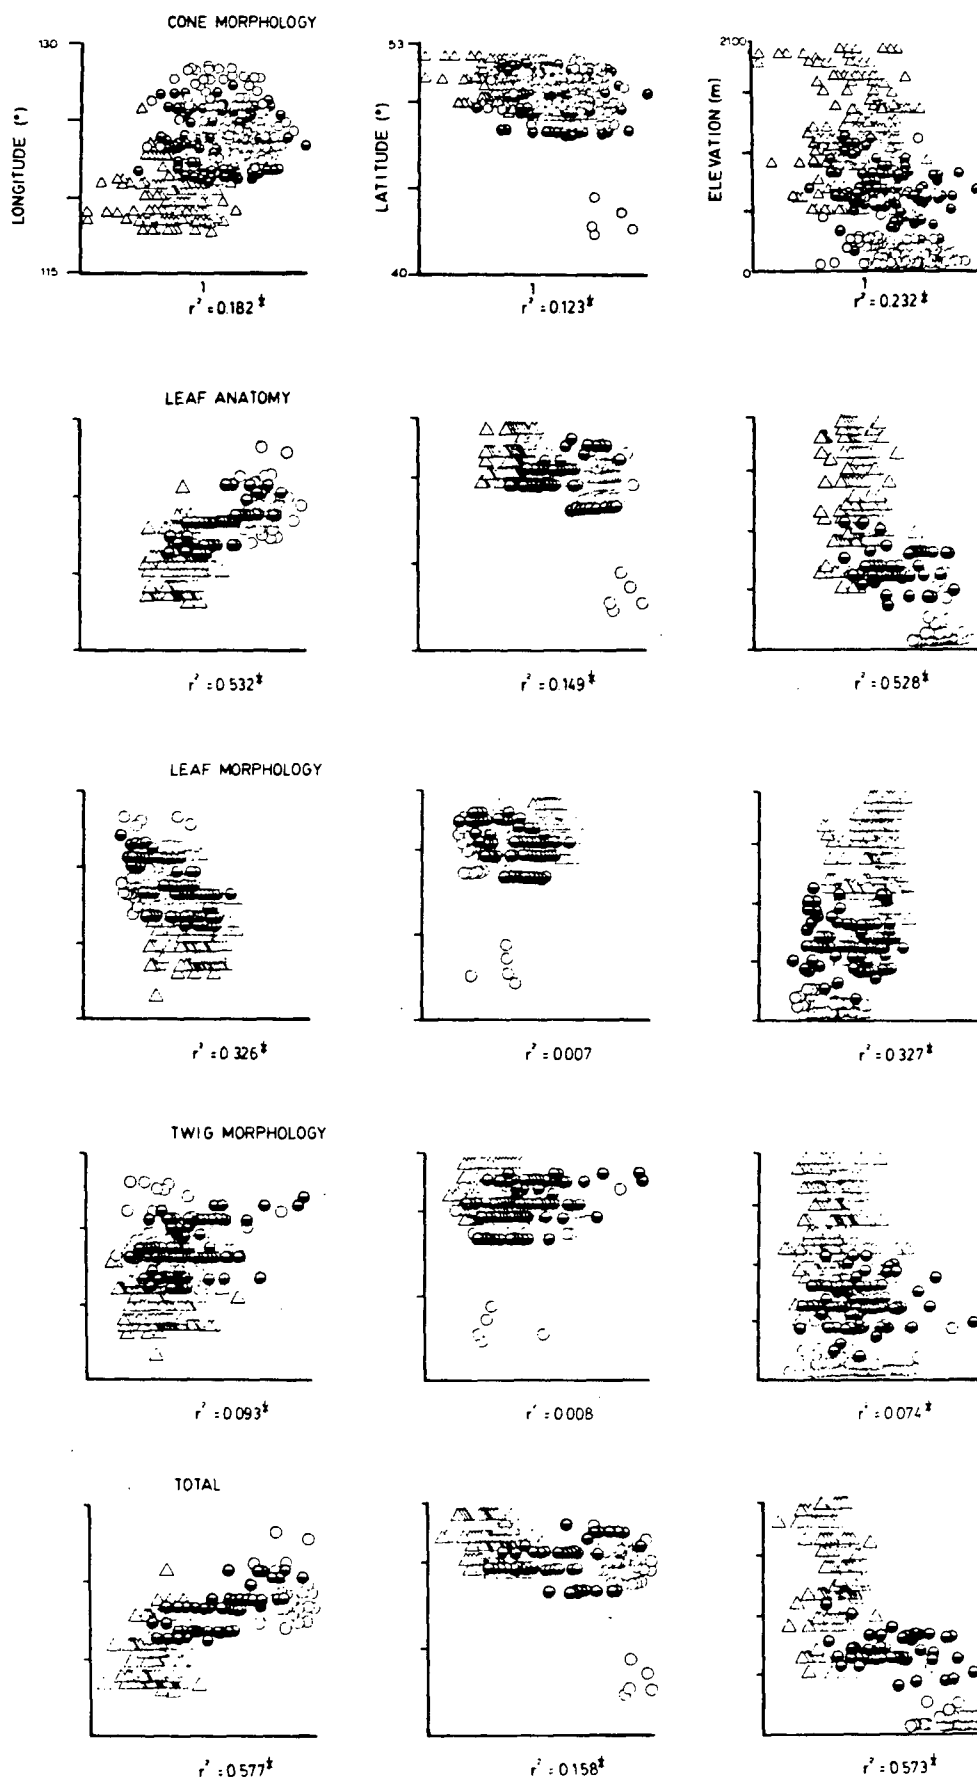 CONE MORPHOLOGY
130
LONGITUDE (°)
115
1
r² = 0.182*
53
LATITUDE (°)
40
1
r² = 0.123*
2100
ELEVATION (m)
0
1
r² = 0.232*
LEAF ANATOMY
r² = 0.532*
r² = 0.149*
r² = 0.528*
LEAF MORPHOLOGY
r² = 0.326*
r² = 0.007
r² = 0.327*
TWIG MORPHOLOGY
r² = 0.093*
r² = 0.008
r² = 0.074*
TOTAL
r² = 0.577*
r² = 0.158*
r² = 0.573*